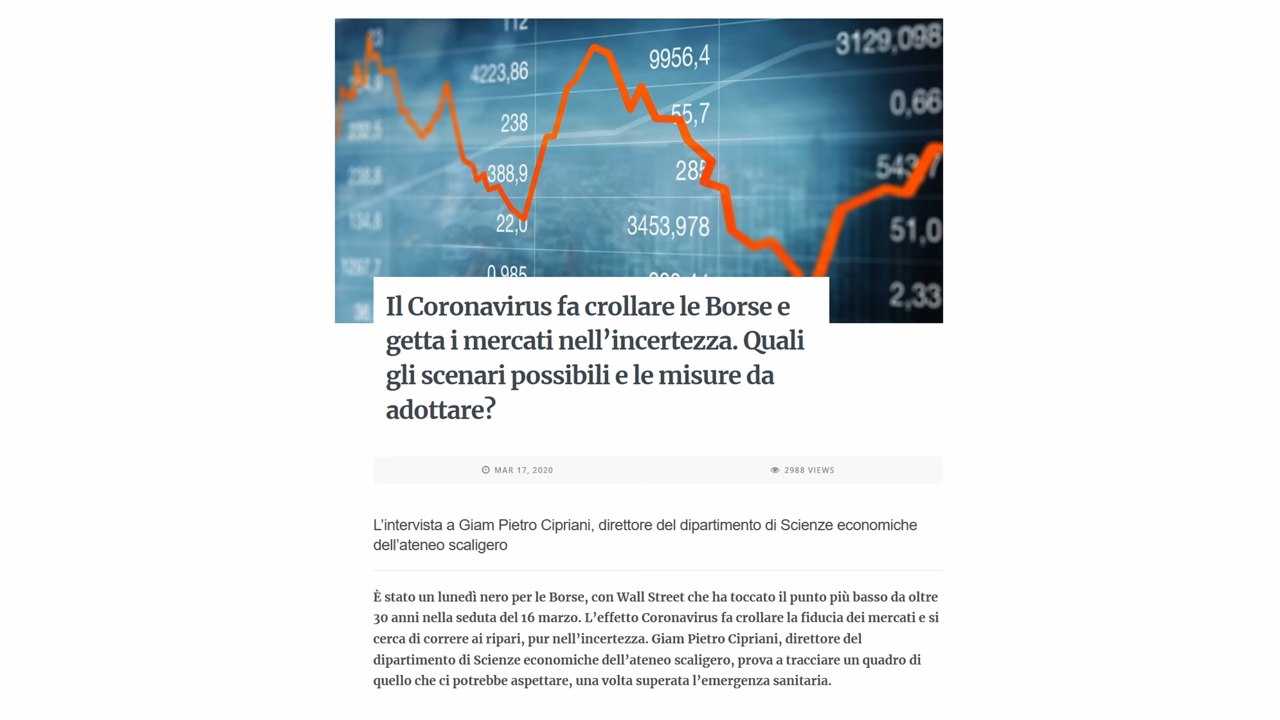 112
15
4223,86
9956,4
3129,098
238
55,7
0,66
388,9
285
543,7
22,0
3453,978
51,0
0,985
2,33
Il Coronavirus fa crollare le Borse e
getta i mercati nell’incertezza. Quali
gli scenari possibili e le misure da
adottare?
MAR 17, 2020
2988 VIEWS
L’intervista a Giam Pietro Cipriani, direttore del dipartimento di Scienze economiche
dell’ateneo scaligero
È stato un lunedì nero per le Borse, con Wall Street che ha toccato il punto più basso da oltre
30 anni nella seduta del 16 marzo. L’effetto Coronavirus fa crollare la fiducia dei mercati e si
cerca di correre ai ripari, pur nell’incertezza. Giam Pietro Cipriani, direttore del
dipartimento di Scienze economiche dell’ateneo scaligero, prova a tracciare un quadro di
quello che ci potrebbe aspettare, una volta superata l’emergenza sanitaria.